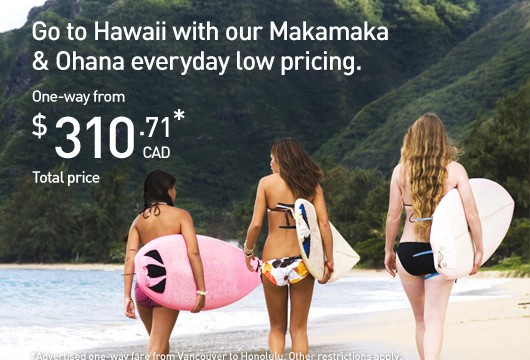 Go to Hawaii with our Makamaka
& Ohana everyday low pricing.
One-way from
$310.71*
CAD
Total price
*Advertised one-way fare from Vancouver to Honolulu. Other restrictions apply.